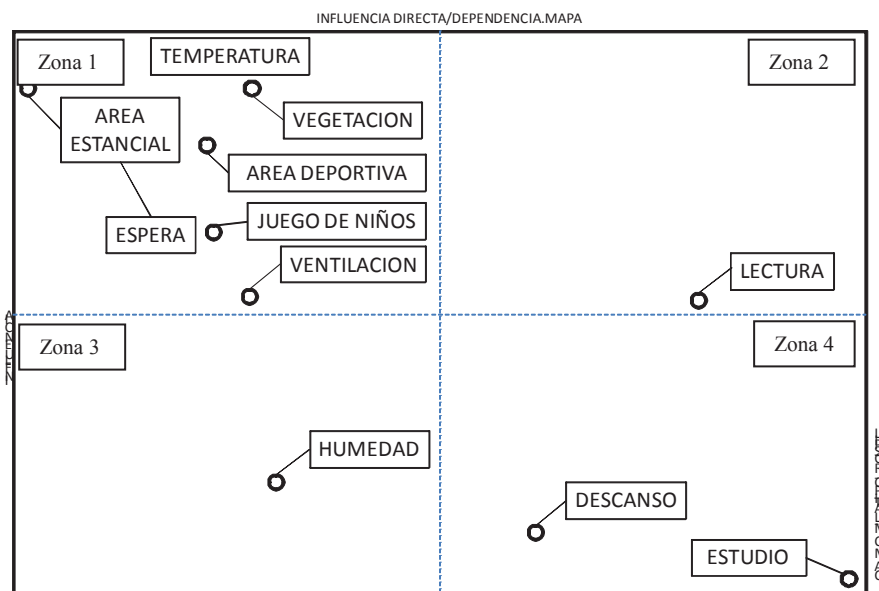 INFLUENCIA DIRECTA/DEPENDENCIA.MAPA
Zona 1
TEMPERATURA
Zona 2
AREA
ESTANCIAL
VEGETACION
AREA DEPORTIVA
ESPERA
JUEGO DE NIÑOS
VENTILACION
LECTURA
Zona 3
Zona 4
HUMEDAD
DESCANSO
ESTUDIO